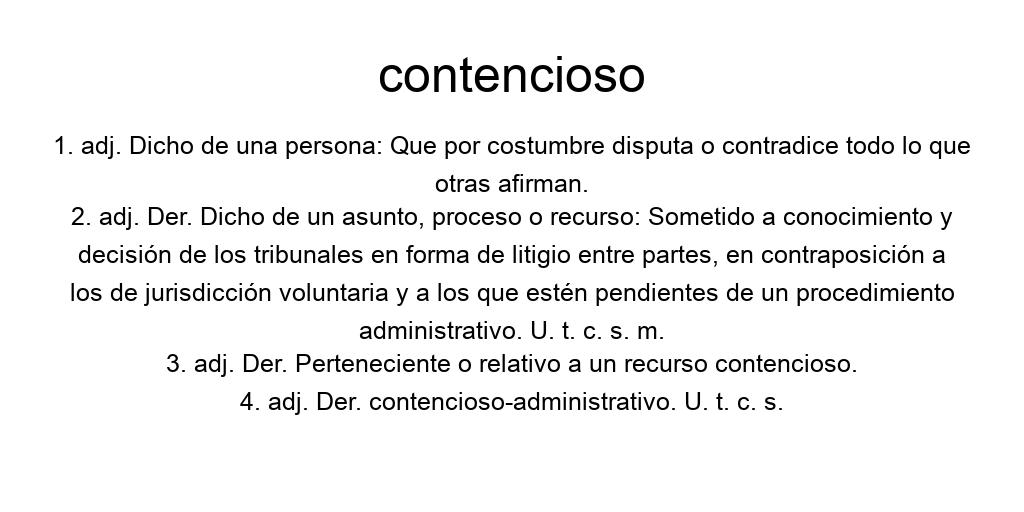 contencioso
1. adj. Dicho de una persona: Que por costumbre disputa o contradice todo lo que
otras afirman.
2. adj. Der. Dicho de un asunto, proceso o recurso: Sometido a conocimiento y
decisión de los tribunales en forma de litigio entre partes, en contraposición a
los de jurisdicción voluntaria y a los que estén pendientes de un procedimiento
administrativo. U. t. c. s. m.
3. adj. Der. Perteneciente o relativo a un recurso contencioso.
4. adj. Der. contencioso-administrativo. U. t. c. s.